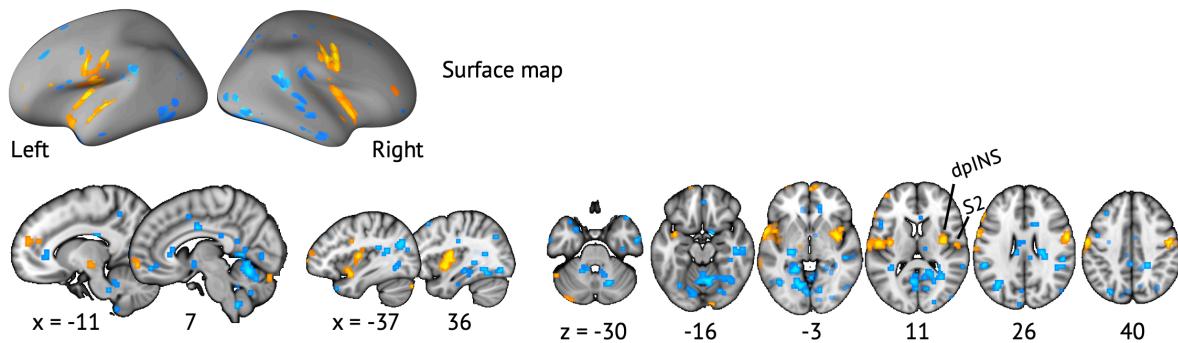 Surface map
Left
Right
dpINS
S2
x = -11
7
x = -37
36
z = -30
-16
-3
11
26
40